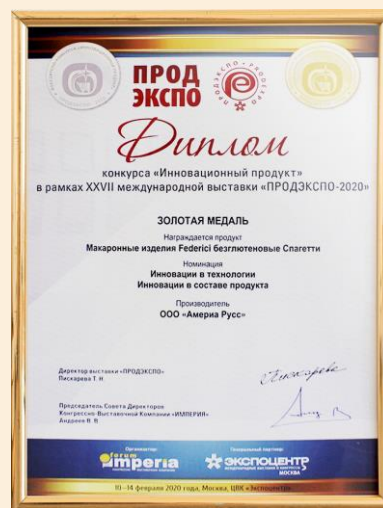 ПРОД
ЭКСПО
ПРОДЭКСПО • PRODEXPO
Диплом
конкурса «Инновационный продукт»
в рамках XXVII международной выставки «ПРОДЭКСПО-2020»
ЗОЛОТАЯ МЕДАЛЬ
Награждается продукт
Макаронные изделия Federici безглютеновые Спагетти
Номинация
Инновации в технологии
Инновации в составе продукта
Производитель
ООО «Америа Русс»
Директор выставки «ПРОДЭКСПО»
Пискарева Т. Н.
Председатель Совета Директоров
Конгрессно-Выставочной Компании «ИМПЕРИЯ»
Андреев В. В.
Организатор:
forum
imperia
Генеральный партнер:
ЭКСПОЦЕНТР
МОСКВА
10–14 февраля 2020 года, Москва, ЦВК «Экспоцентр»